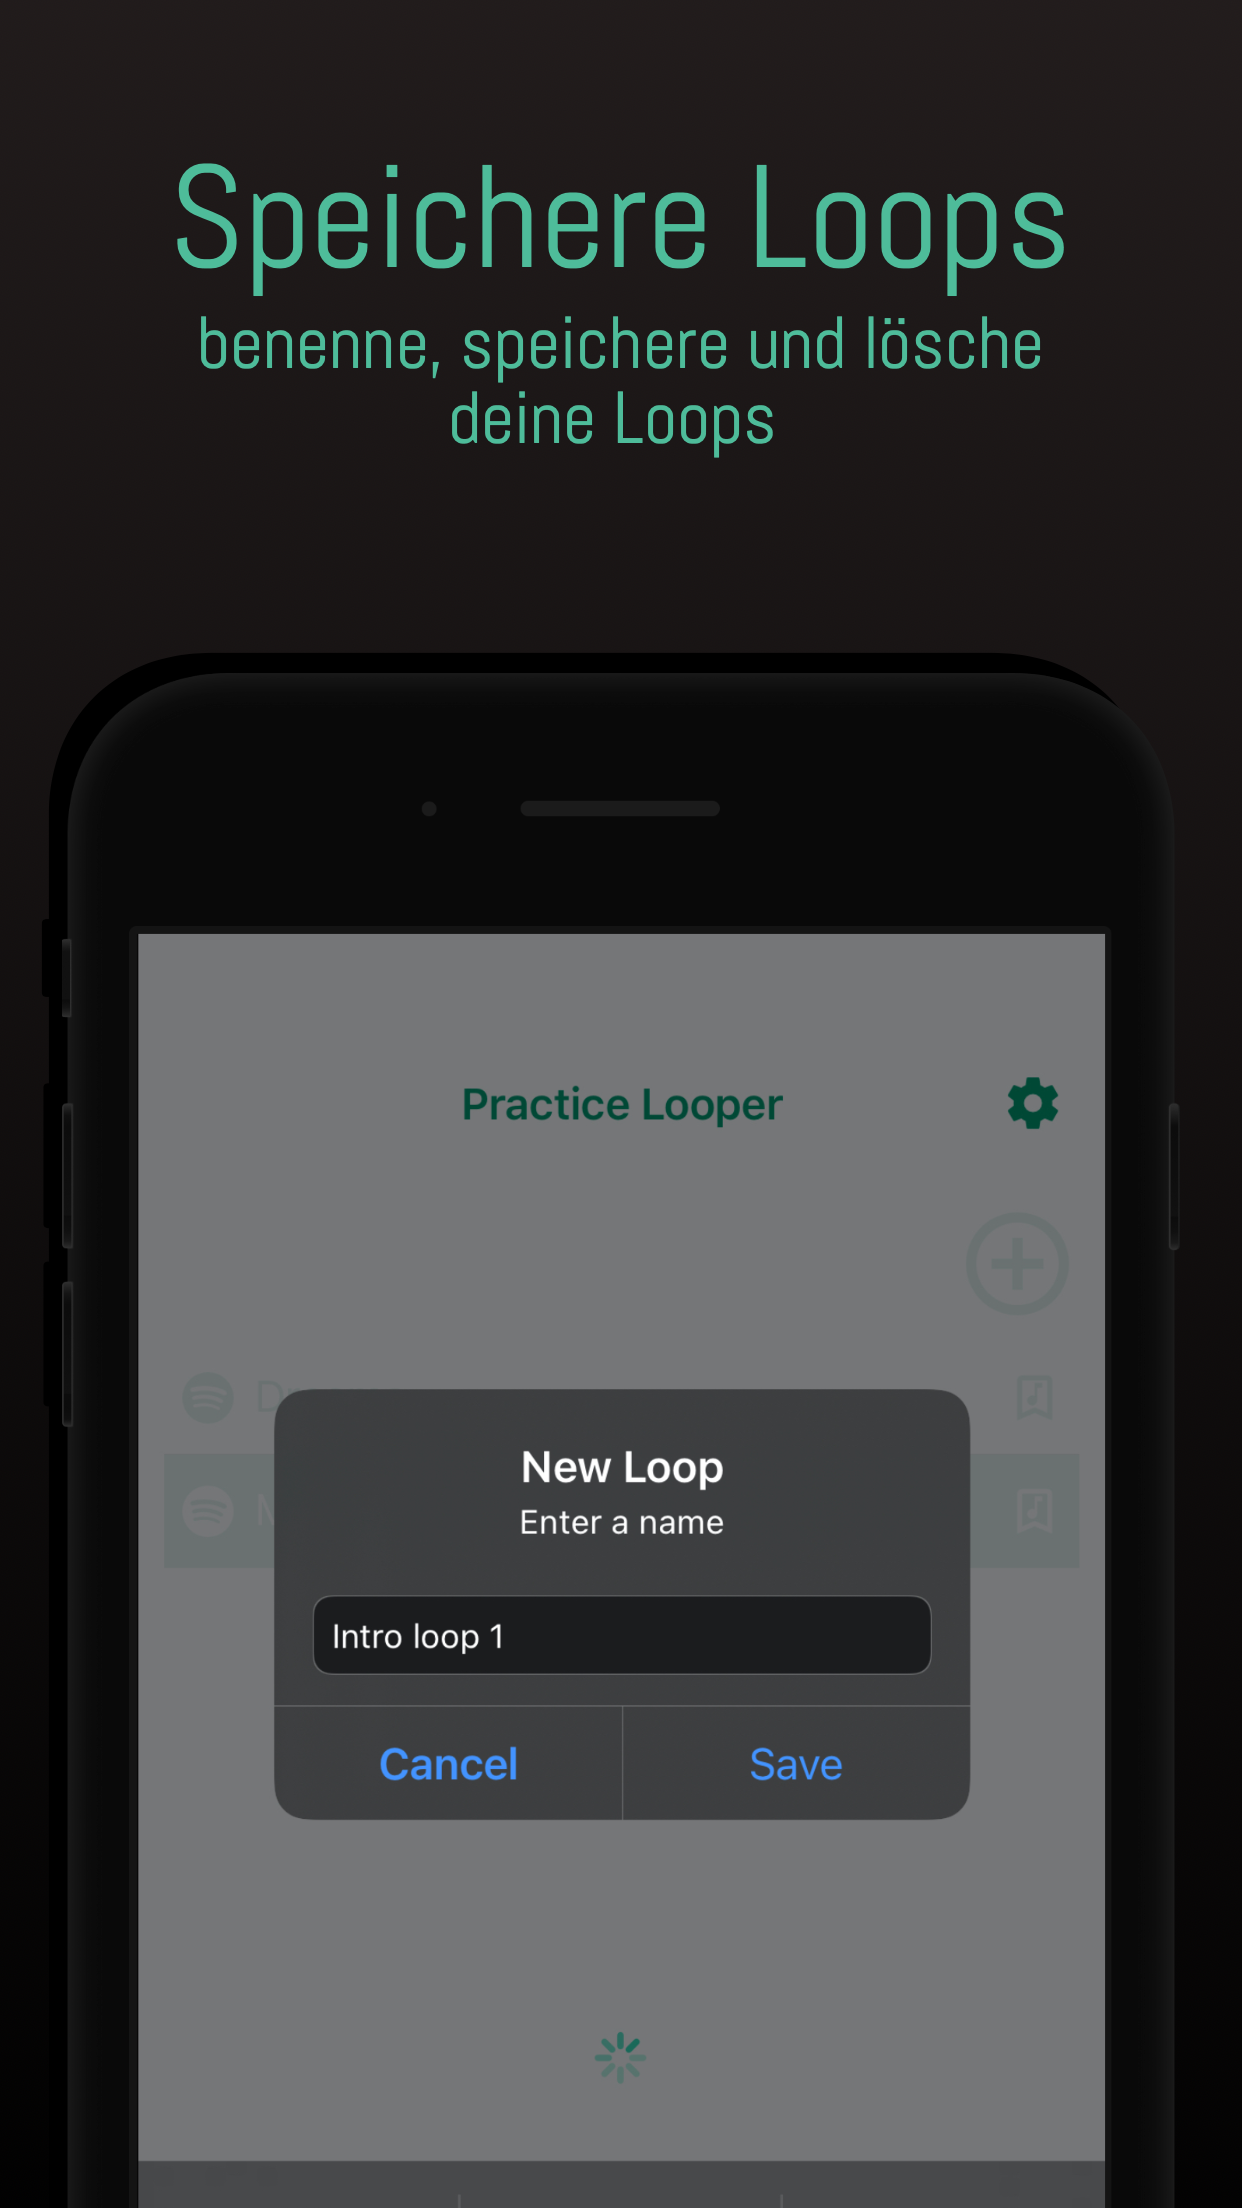 Speichere Loops
benenne, speichere und lösche
deine Loops
Practice Looper
New Loop
Enter a name
Intro loop 1
Cancel
Save